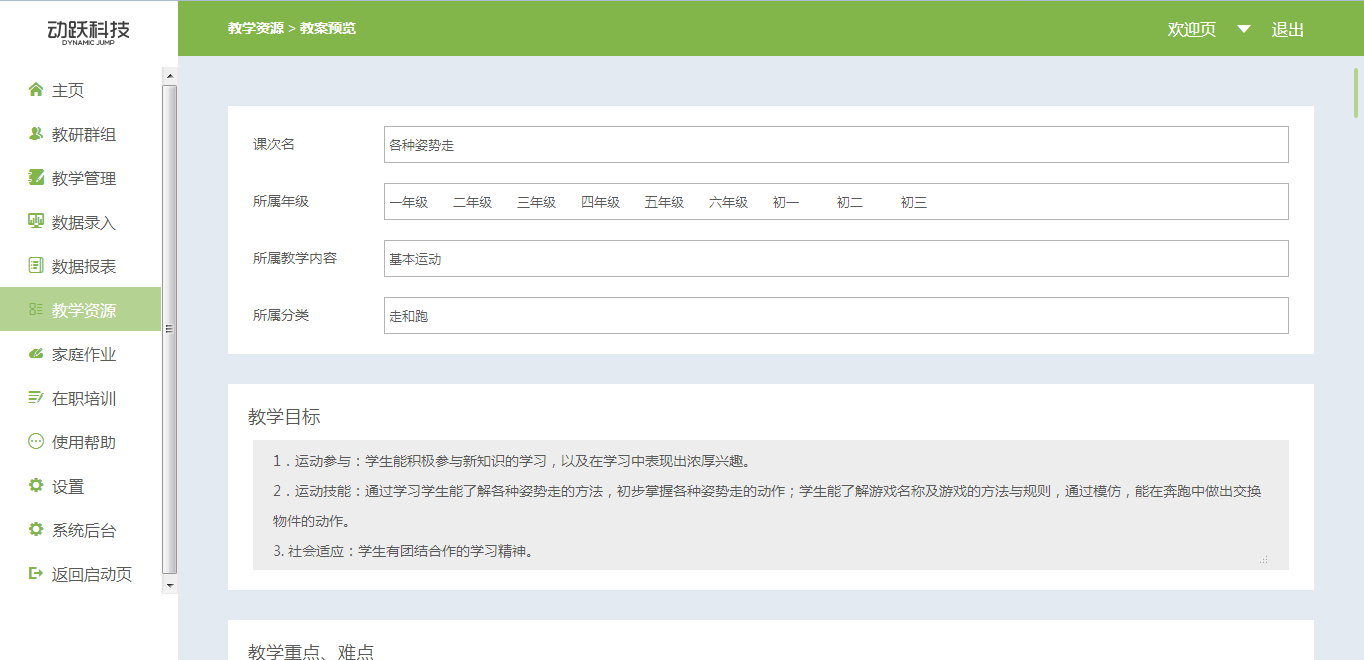 动跃科技
DYNAMIC JUMP
教学资源 > 教案预览
欢迎页
退出
主页
教研群组
教学管理
数据录入
数据报表
教学资源
家庭作业
在职培训
使用帮助
设置
系统后台
返回启动页
课次名
各种姿势走
所属年级
一年级 二年级 三年级 四年级 五年级 六年级 初一 初二 初三
所属教学内容
基本运动
所属分类
走和跑
教学目标
1．运动参与：学生能积极参与新知识的学习，以及在学习中表现出浓厚兴趣。
2．运动技能：通过学习学生能了解各种姿势走的方法，初步掌握各种姿势走的动作；学生能了解游戏名称及游戏的方法与规则，通过模仿，能在奔跑中做出交换
物件的动作。
3. 社会适应：学生有团结合作的学习精神。
教学重点、难点